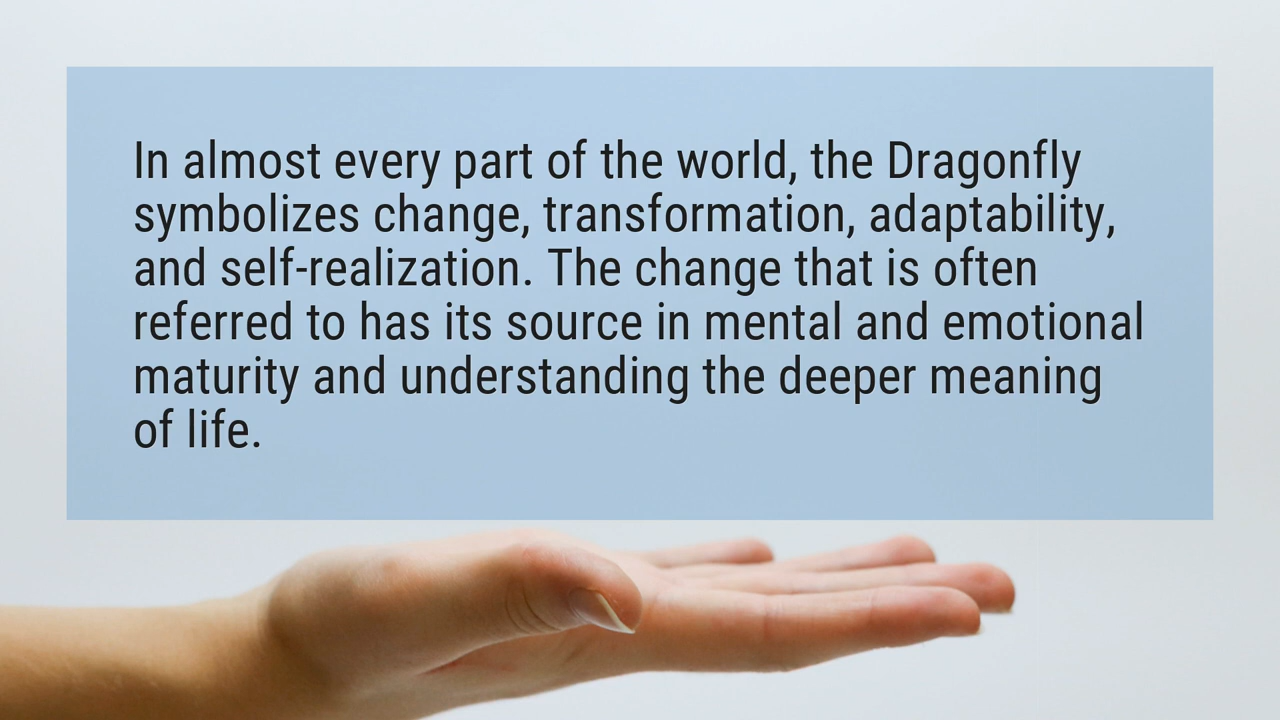 In almost every part of the world, the Dragonfly
symbolizes change, transformation, adaptability,
and self-realization. The change that is often
referred to has its source in mental and emotional
maturity and understanding the deeper meaning
of life.